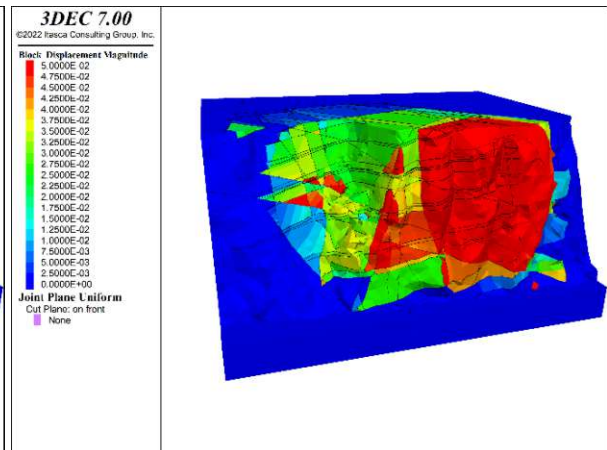 3DEC 7.00
©2022 Itasca Consulting Group, Inc.
Block Displacement Magnitude
5.0000E-02
4.7500E-02
4.5000E-02
4.2500E-02
4.0000E-02
3.7500E-02
3.5000E-02
3.2500E-02
3.0000E-02
2.7500E-02
2.5000E-02
2.2500E-02
2.0000E-02
1.7500E-02
1.5000E-02
1.2500E-02
1.0000E-02
7.5000E-03
5.0000E-03
2.5000E-03
0.0000E+00
Joint Plane Uniform
Cut Plane: on front
None